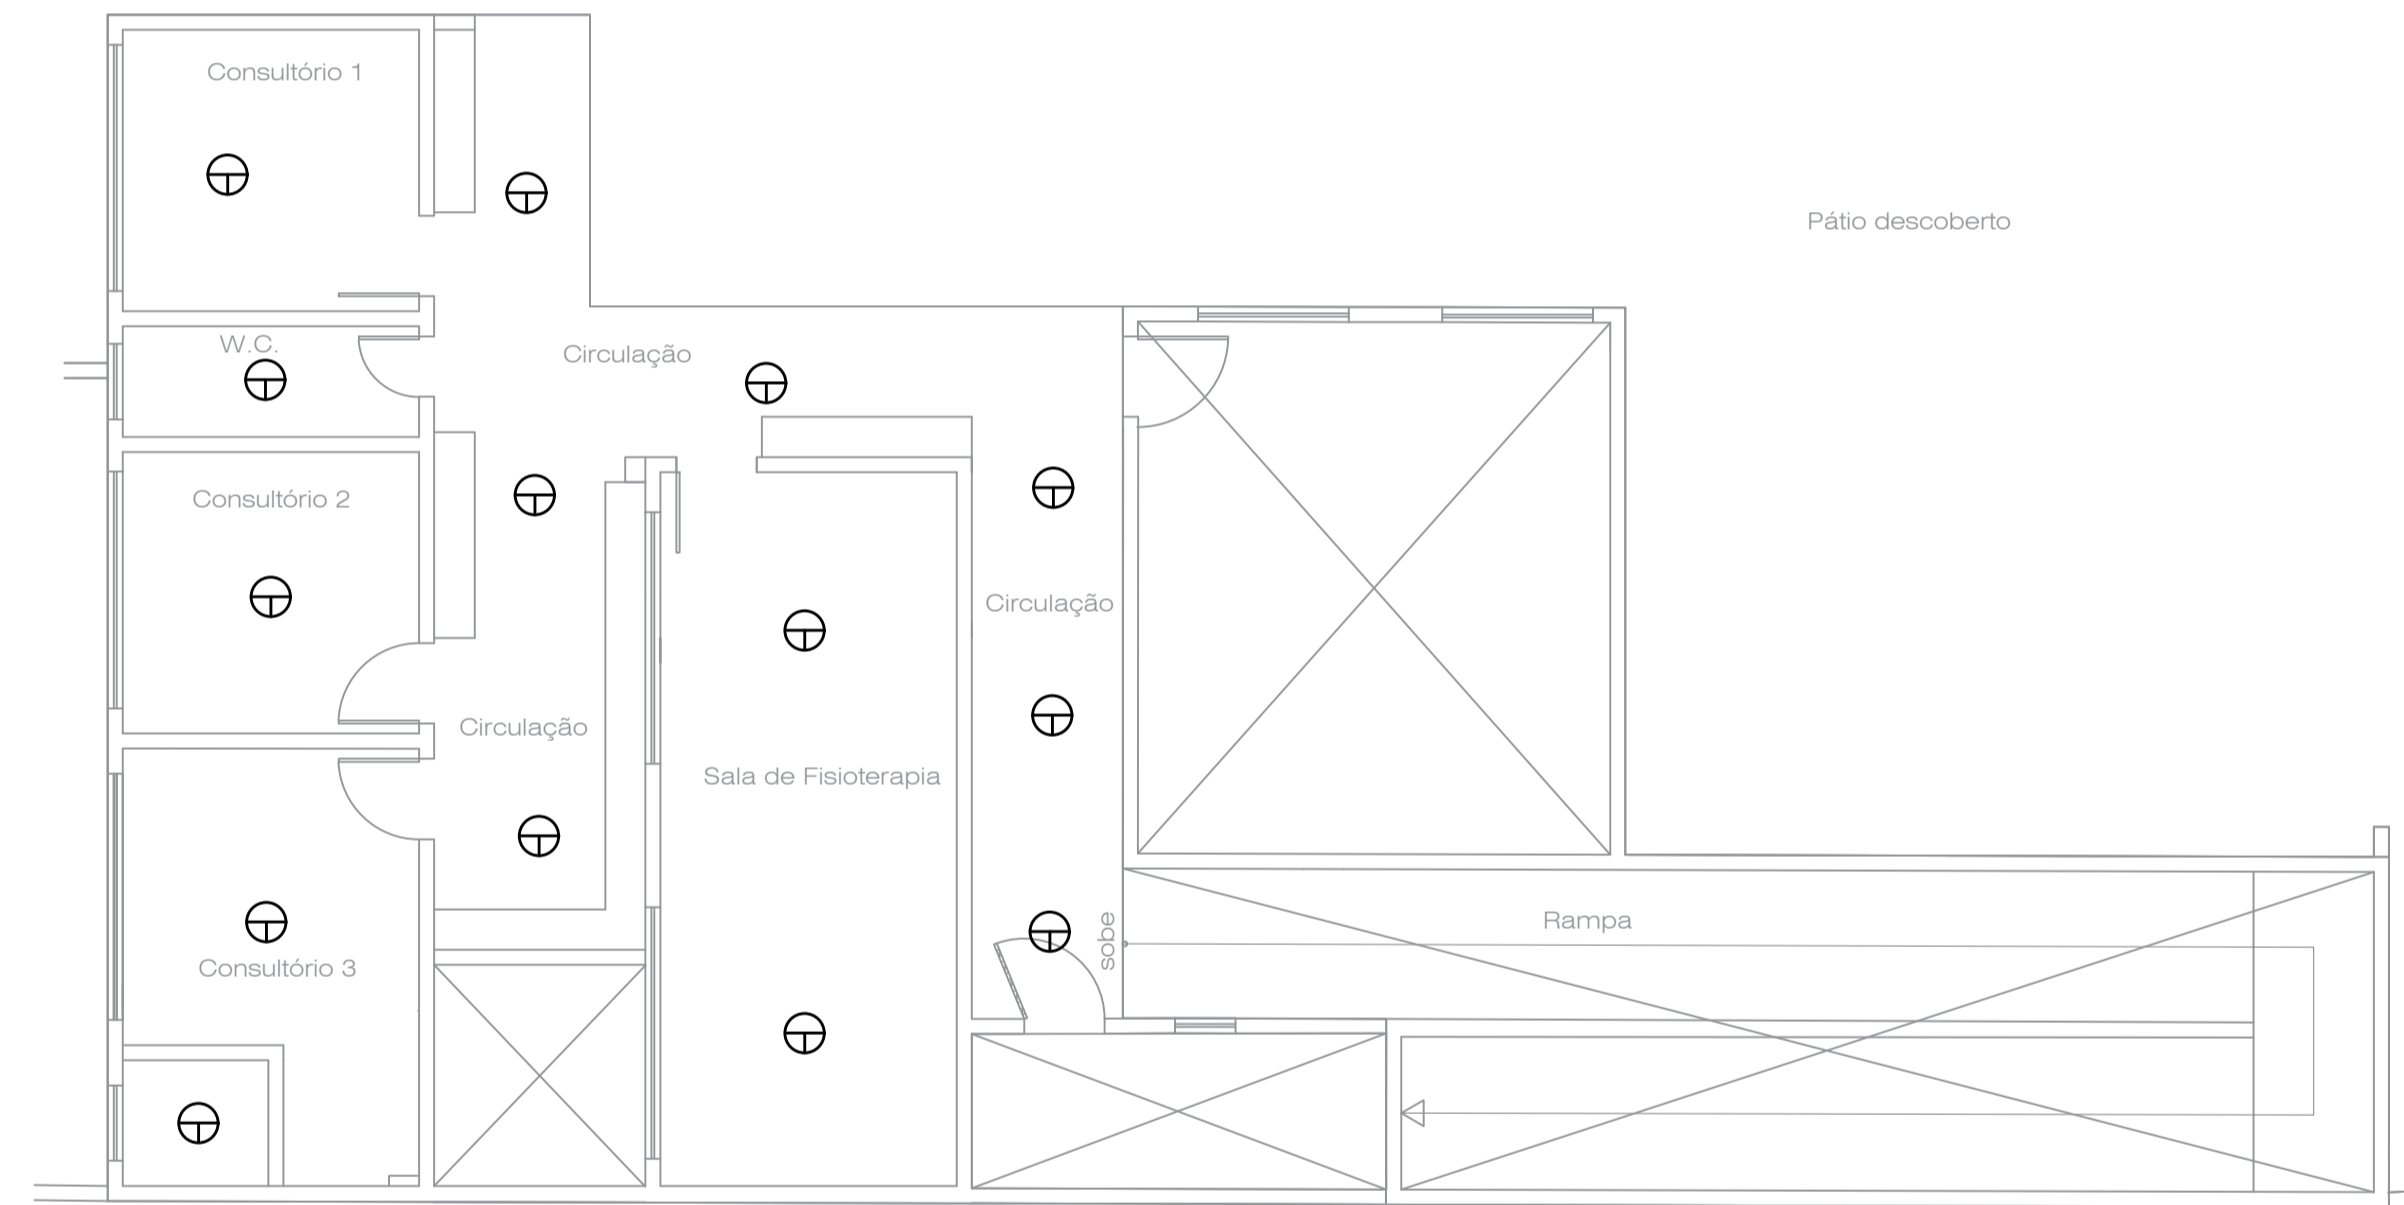 Consultório 1
Pátio descoberto
W.C.
Circulação
Consultório 2
Circulação
Circulação
Sala de Fisioterapia
Rampa
sobe
Consultório 3